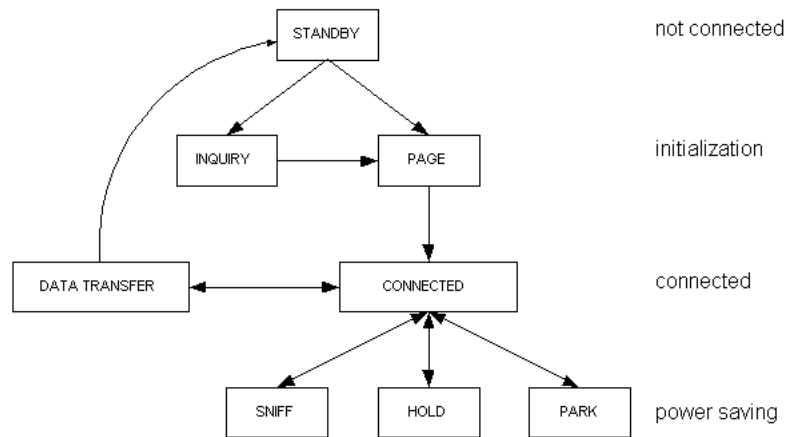 STANDBY
not connected
INQUIRY
PAGE
initialization
DATA TRANSFER
CONNECTED
connected
SNIFF
HOLD
PARK
power saving